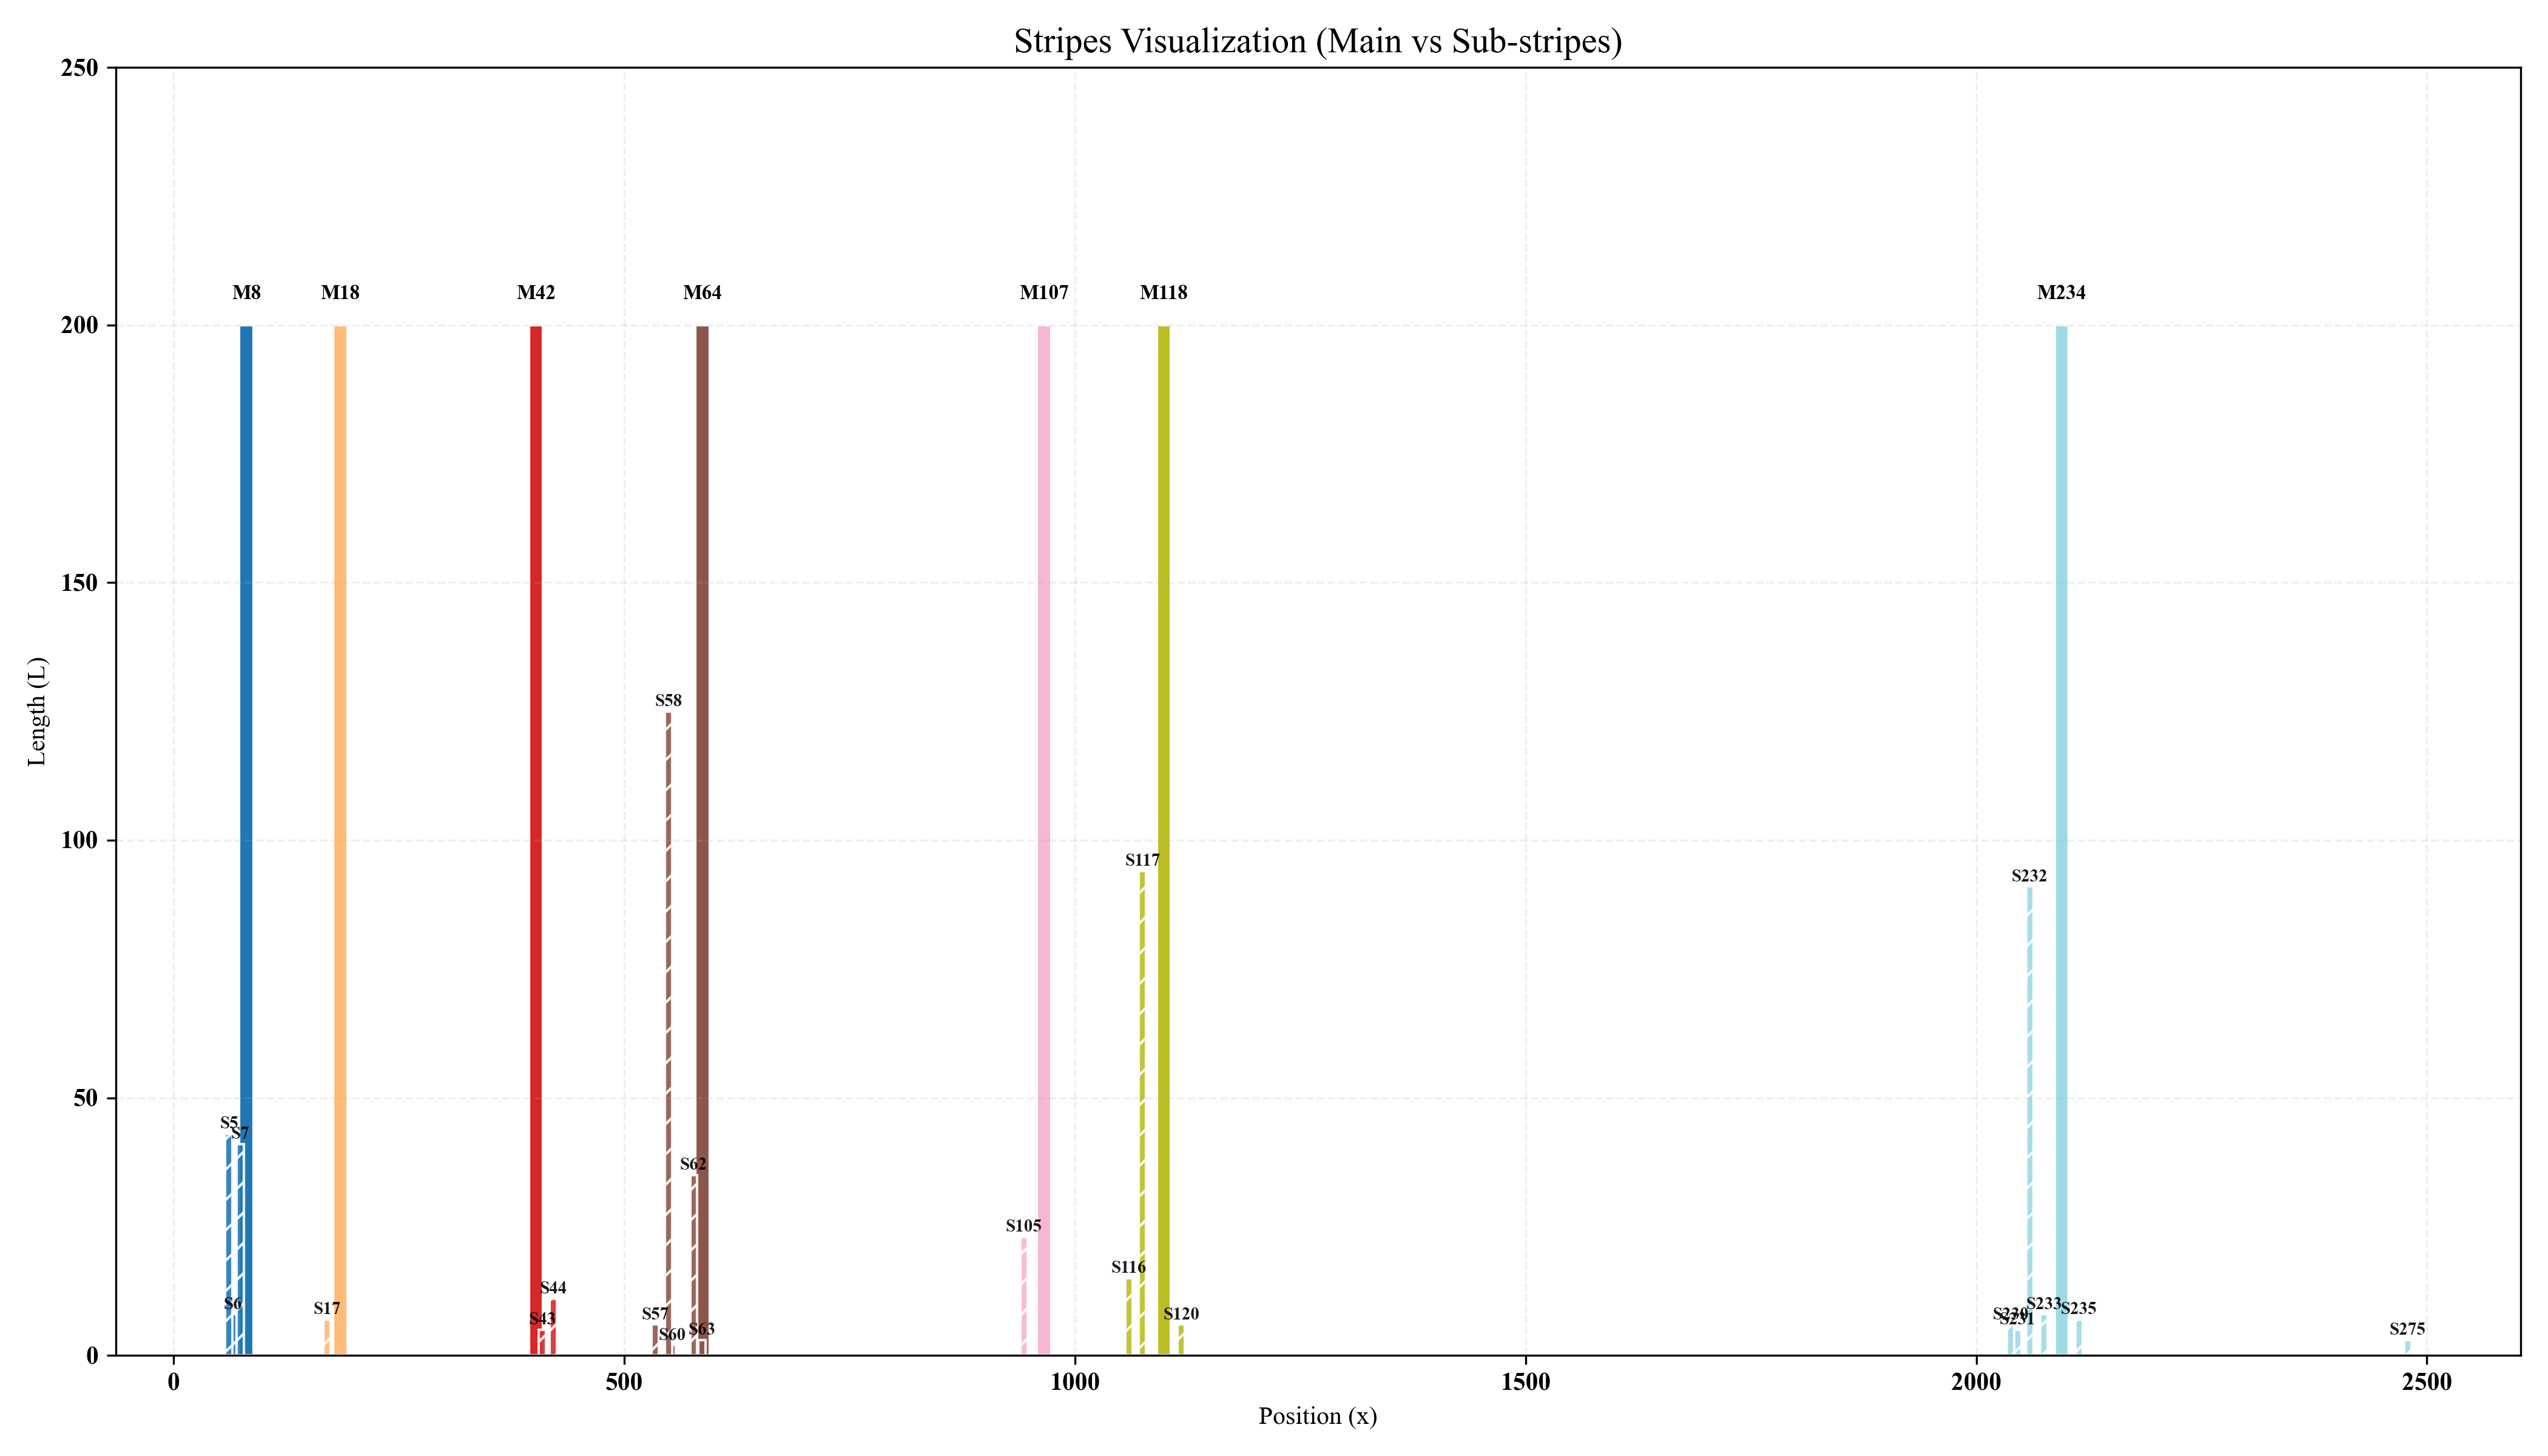 Stripes Visualization (Main vs Sub-stripes)
250
200
150
100
50
0
Length (L)
M8
M18
M42
M64
M107
M118
M234
S58
S117
S232
S5
S7
S62
S105
S116
S44
S6
S17
S43
S57
S60
S63
S120
S231
S233
S235
S275
0
500
1000
1500
2000
2500
Position (x)